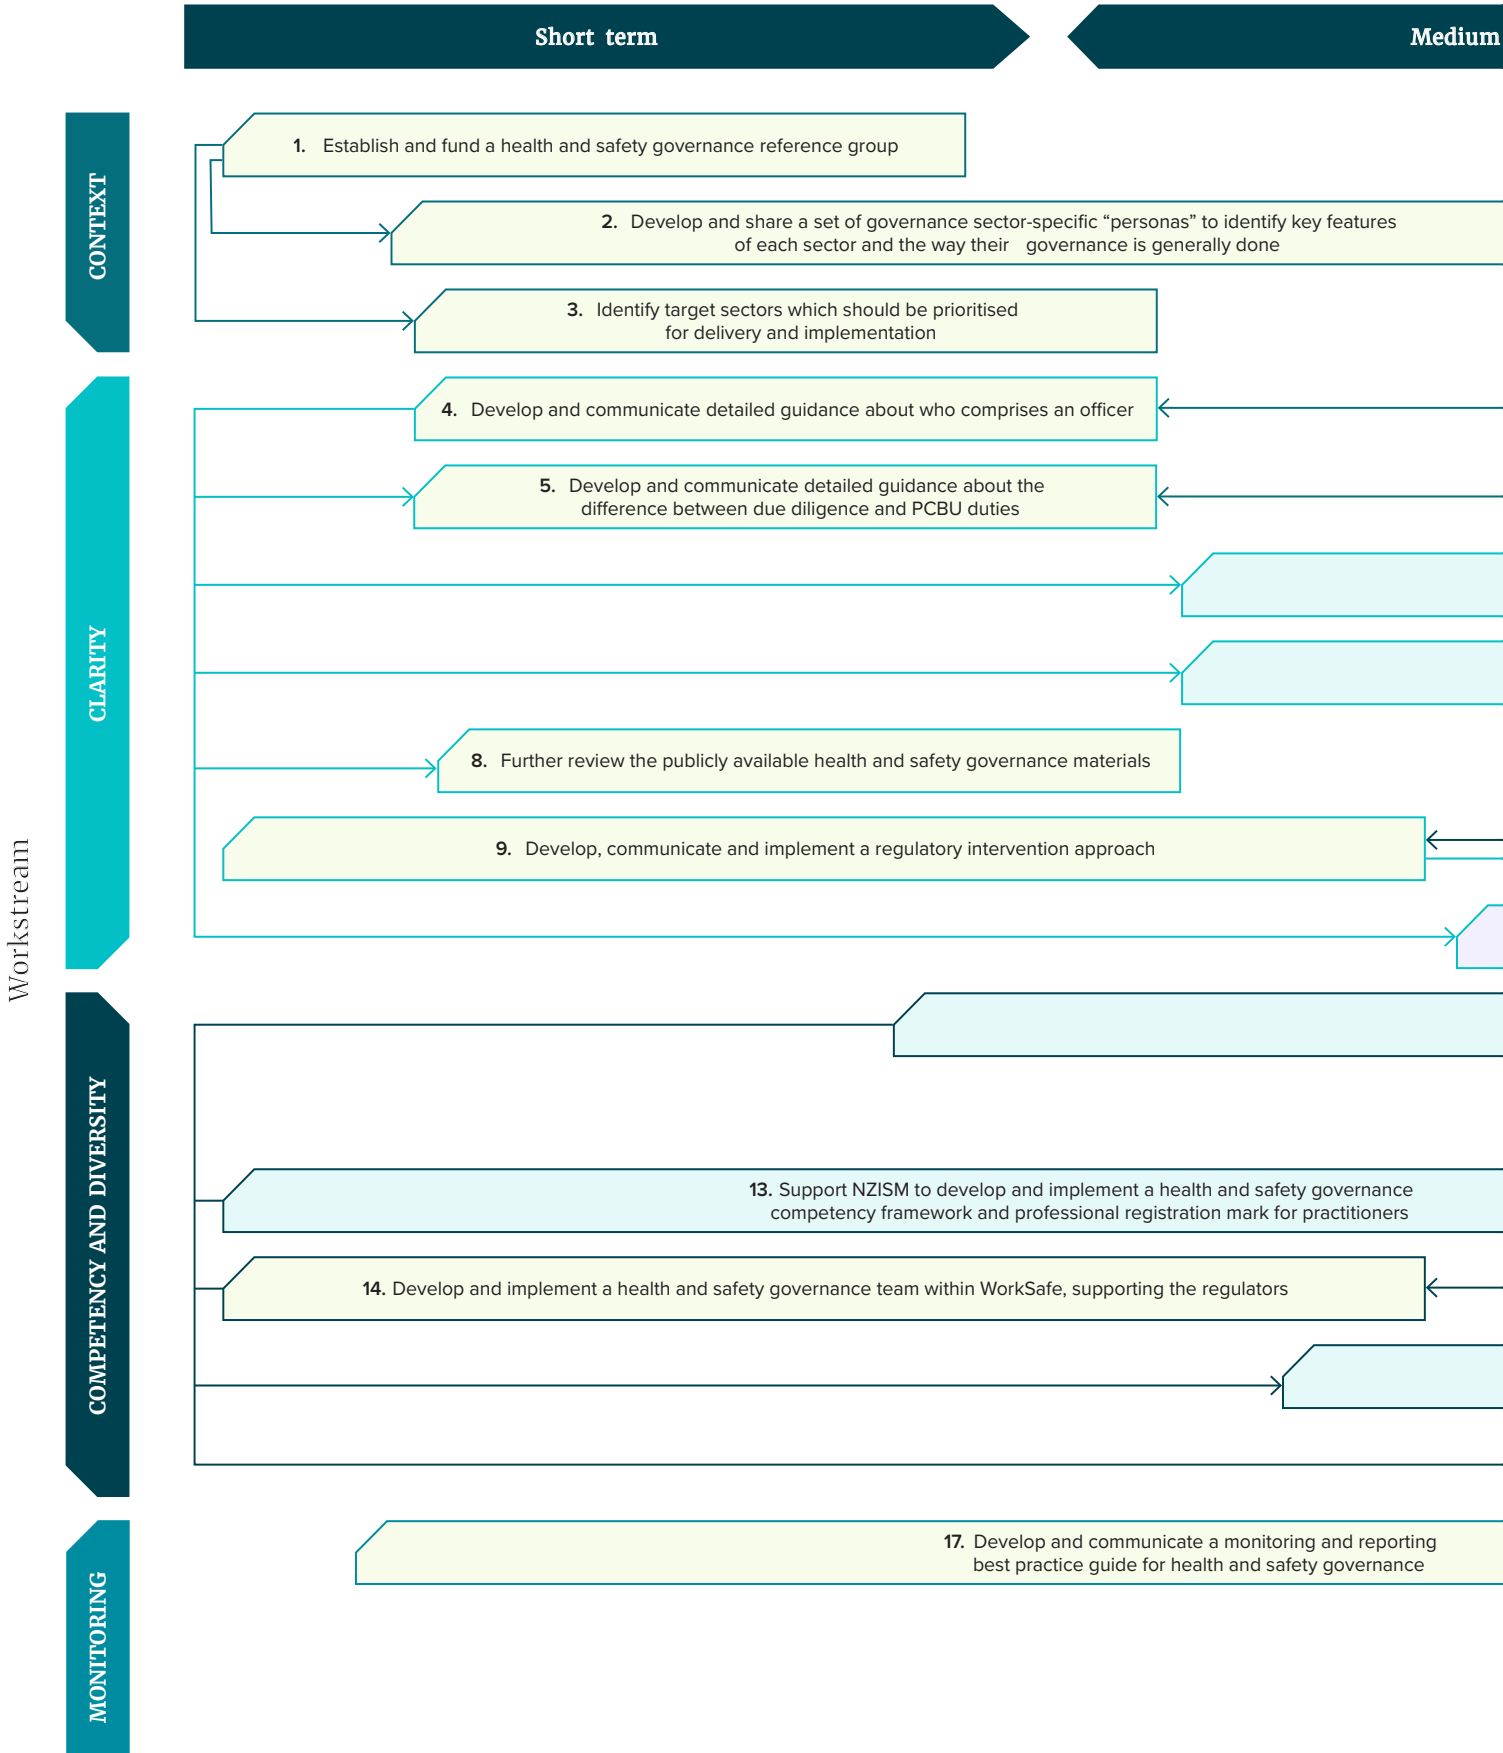 Short term
Medium
Workstream
CONTEXT
1. Establish and fund a health and safety governance reference group
2. Develop and share a set of governance sector-specific “personas” to identify key features
of each sector and the way their governance is generally done
3. Identify target sectors which should be prioritised
for delivery and implementation
CLARITY
4. Develop and communicate detailed guidance about who comprises an officer
5. Develop and communicate detailed guidance about the
difference between due diligence and PCBU duties
8. Further review the publicly available health and safety governance materials
9. Develop, communicate and implement a regulatory intervention approach
COMPETENCY AND DIVERSITY
13. Support NZISM to develop and implement a health and safety governance
competency framework and professional registration mark for practitioners
14. Develop and implement a health and safety governance team within WorkSafe, supporting the regulators
MONITORING
17. Develop and communicate a monitoring and reporting
best practice guide for health and safety governance